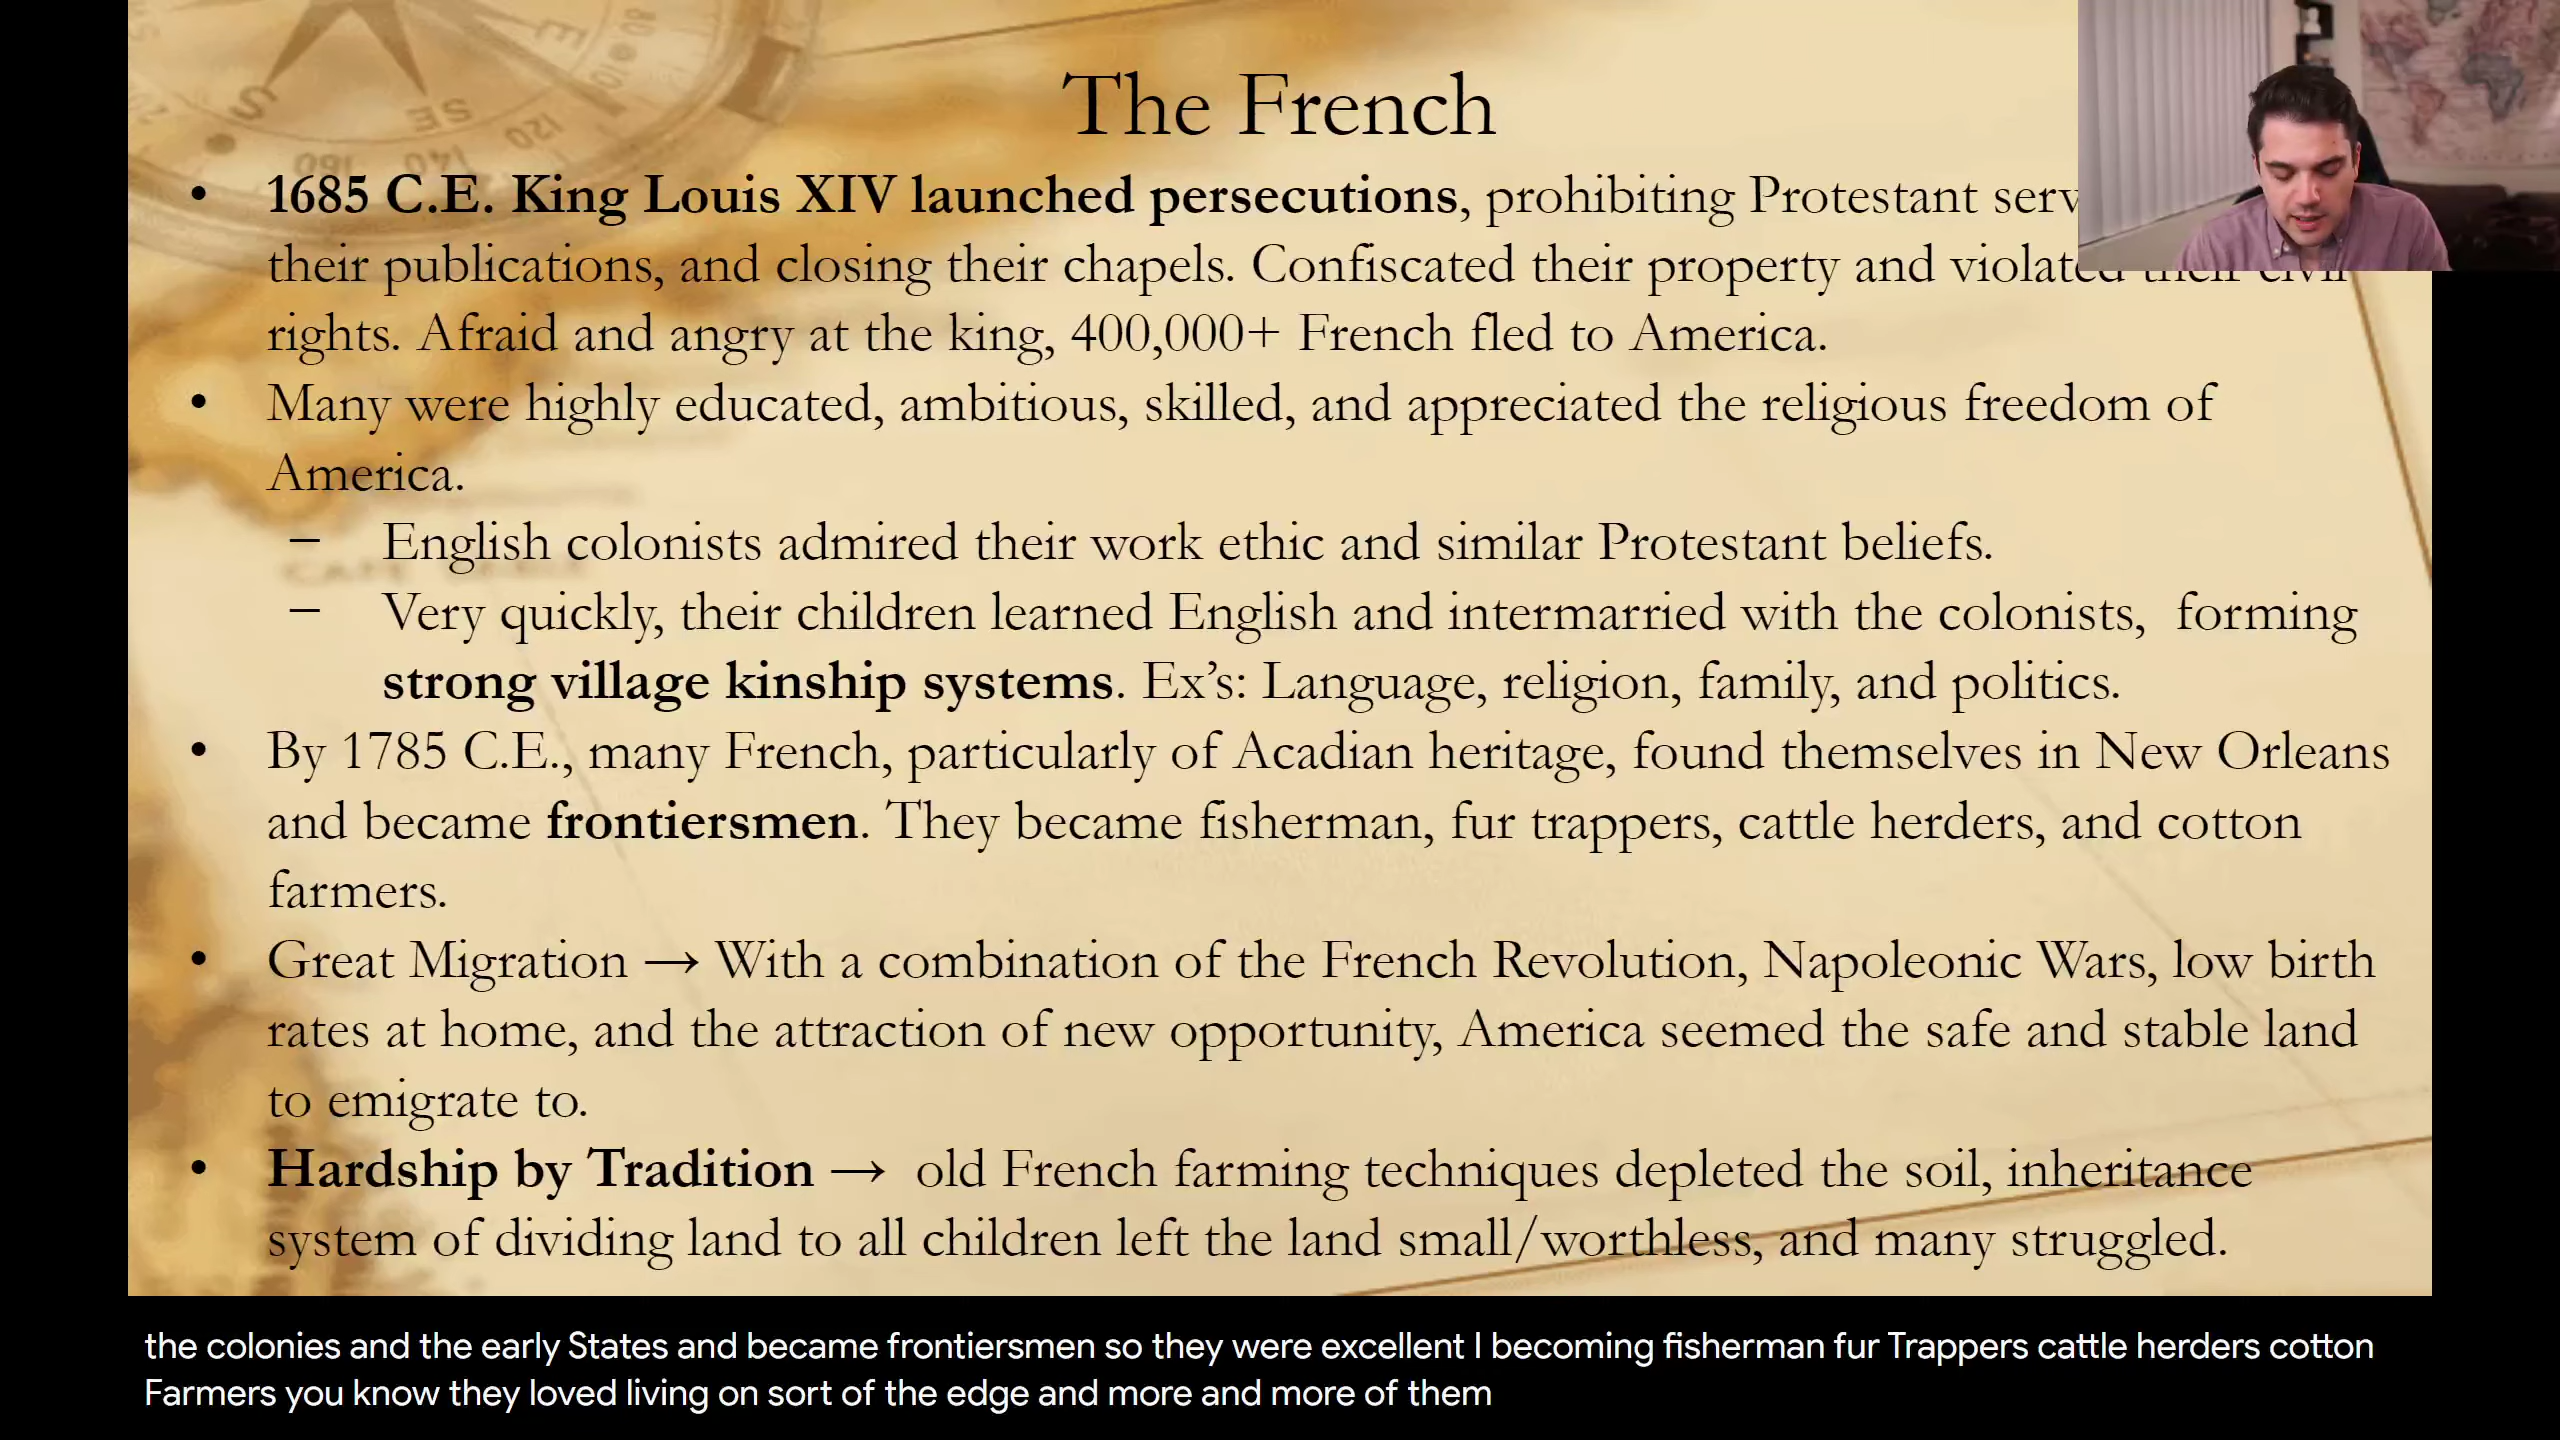 The French
• 1685 C.E. King Louis XIV launched persecutions, prohibiting Protestant
their publications, and closing their chapels. Confiscated their property and violated their civil
rights. Afraid and angry at the king, 400,000+ French fled to America.
• Many were highly educated, ambitious, skilled, and appreciated the religious freedom of
America.
– English colonists admired their work ethic and similar Protestant beliefs.
– Very quickly, their children learned English and intermarried with the colonists, forming
strong village kinship systems. Ex's: Language, religion, family, and politics.
• By 1785 C.E., many French, particularly of Acadian heritage, found themselves in New Orleans
and became frontiersmen. They became fisherman, fur trappers, cattle herders, and cotton
farmers.
• Great Migration → With a combination of the French Revolution, Napoleonic Wars, low birth
rates at home, and the attraction of new opportunity, America seemed the safe and stable land
to emigrate to.
• Hardship by Tradition → old French farming techniques depleted the soil, inheritance
system of dividing land to all children left the land small/worthless, and many struggled.
the colonies and the early States and became frontiersmen so they were excellent I becoming fisherman fur Trappers cattle herders cotton
Farmers you know they loved living on sort of the edge and more and more of them
S
SE
E
120
140
160